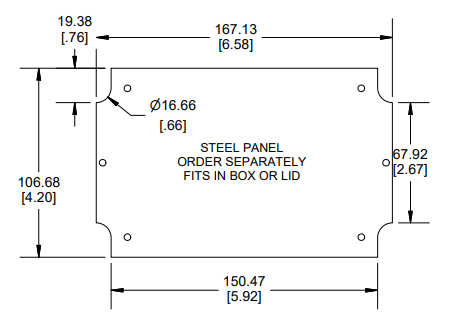 19.38
[.76]
167.13
[6.58]
Ø16.66
[.66]
STEEL PANEL
ORDER SEPARATELY
FITS IN BOX OR LID
67.92
[2.67]
106.68
[4.20]
150.47
[5.92]